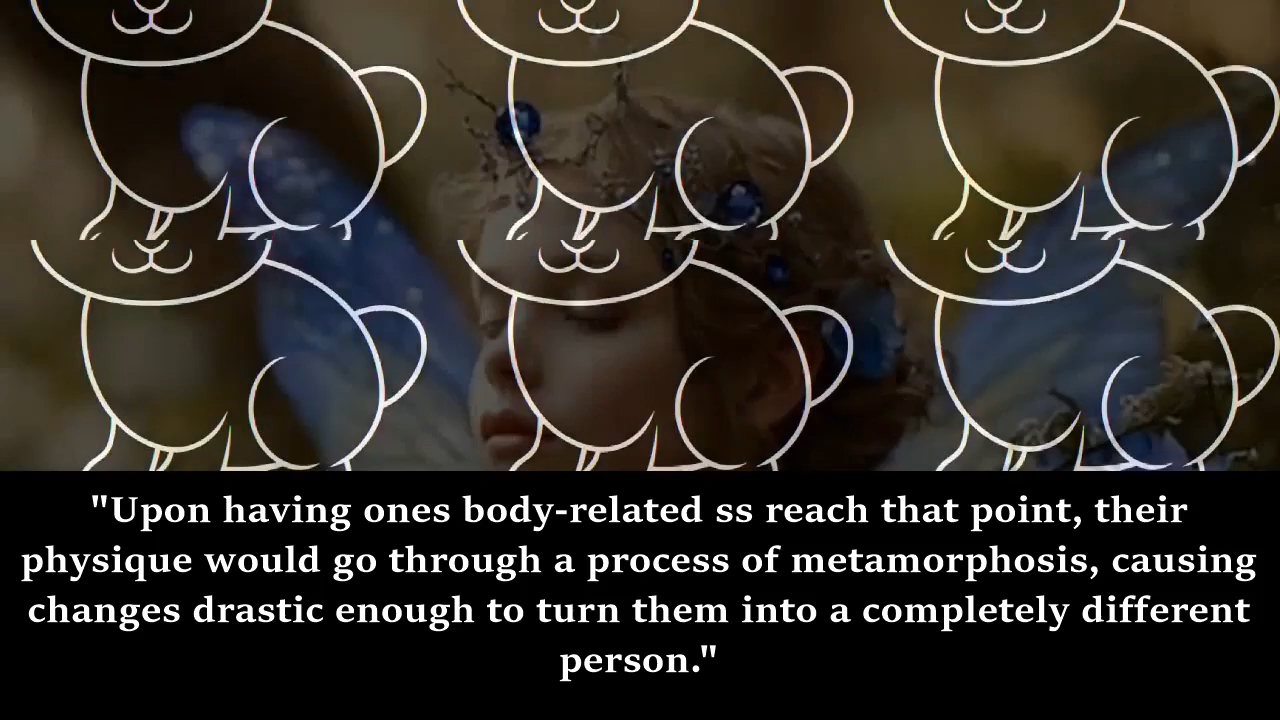 "Upon having ones body-related ss reach that point, their
physique would go through a process of metamorphosis, causing
changes drastic enough to turn them into a completely different
person."